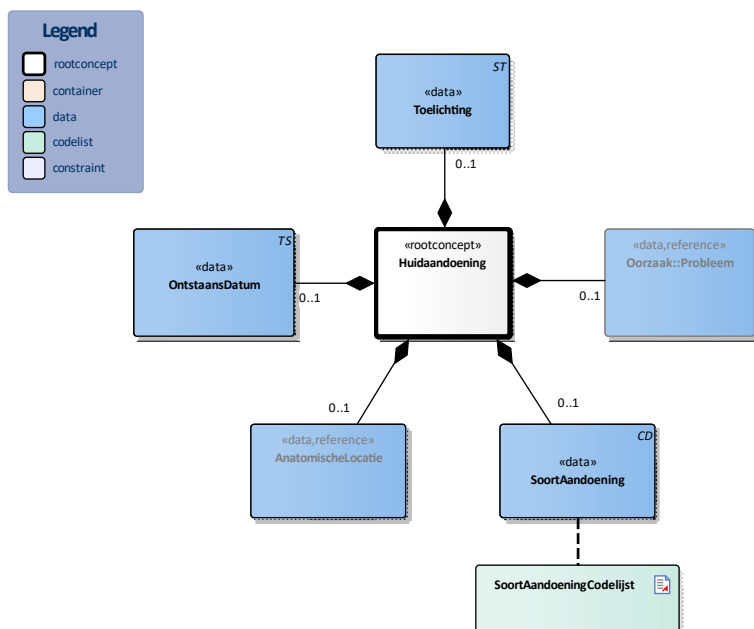 Legend
rootconcept
container
data
codelist
constraint
ST
«data»
Toelichting
0..1
TS
«data»
OntstaansDatum
0..1
«rootconcept»
Huidaandoening
«data,reference»
Oorzaak::Probleem
0..1
0..1
0..1
«data,reference»
AnatomischeLocatie
CD
«data»
SoortAandoening
SoortAandoeningCodelijst